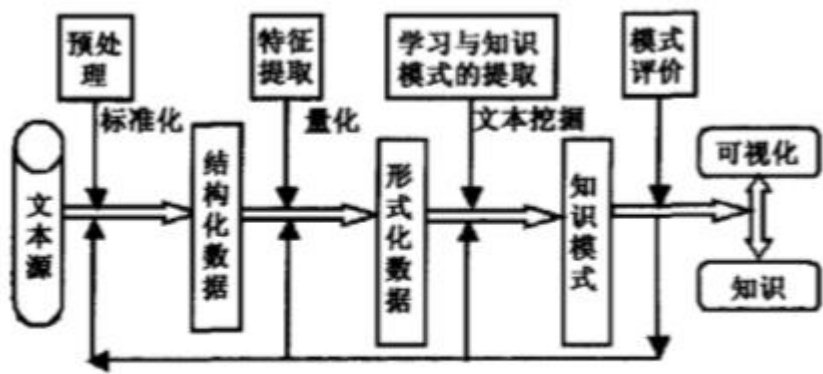 预处
理
特征
提取
学习与知识
模式的提取
模式
评价
标准化
量化
文本挖掘
文本源
结构化数据
形式化数据
知识模式
可视化
知识